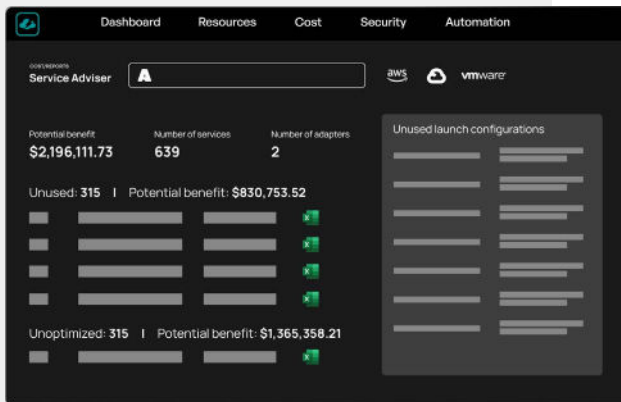 Dashboard Resources Cost Security Automation
COST/REPORTS
Service Adviser A aws vmware
Potential benefit Number of services Number of adapters
$2,196,111.73 639 2
Unused: 315 | Potential benefit: $830,753.52
Unoptimized: 315 | Potential benefit: $1,365,358.21
Unused launch configurations